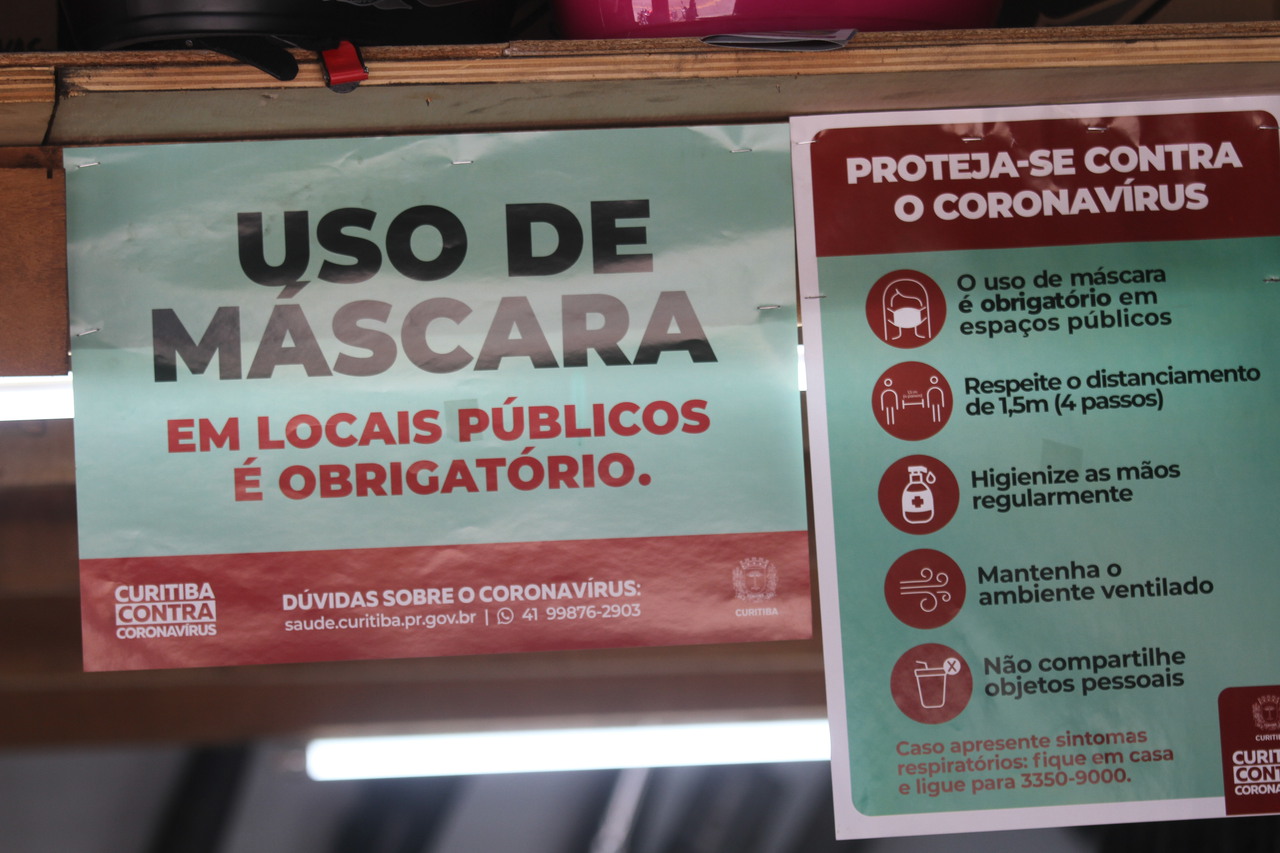 USO DE
MÁSCARA
EM LOCAIS PÚBLICOS
É OBRIGATÓRIO.
CURITIBA
CONTRA
CORONAVÍRUS
DÚVIDAS SOBRE O CORONAVÍRUS:
saude.curitiba.pr.gov.br | 41 99876-2903
CURITIBA
PROTEJA-SE CONTRA
O CORONAVÍRUS
O uso de máscara
é obrigatório em
espaços públicos
Respeite o distanciamento
de 1,5m (4 passos)
Higienize as mãos
regularmente
Mantenha o
ambiente ventilado
Não compartilhe
objetos pessoais
X
Caso apresente sintomas
respiratórios: fique em casa
e ligue para 3350-9000.